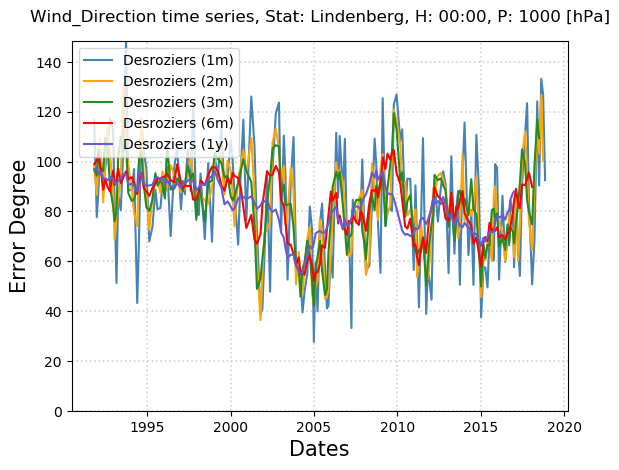 Wind_Direction time series, Stat: Lindenberg, H: 00:00, P: 1000 [hPa]
Desroziers (1m)
Desroziers (2m)
Desroziers (3m)
Desroziers (6m)
Desroziers (1y)
Error Degree
140
120
100
80
60
40
20
0
1995
2000
2005
2010
2015
2020
Dates